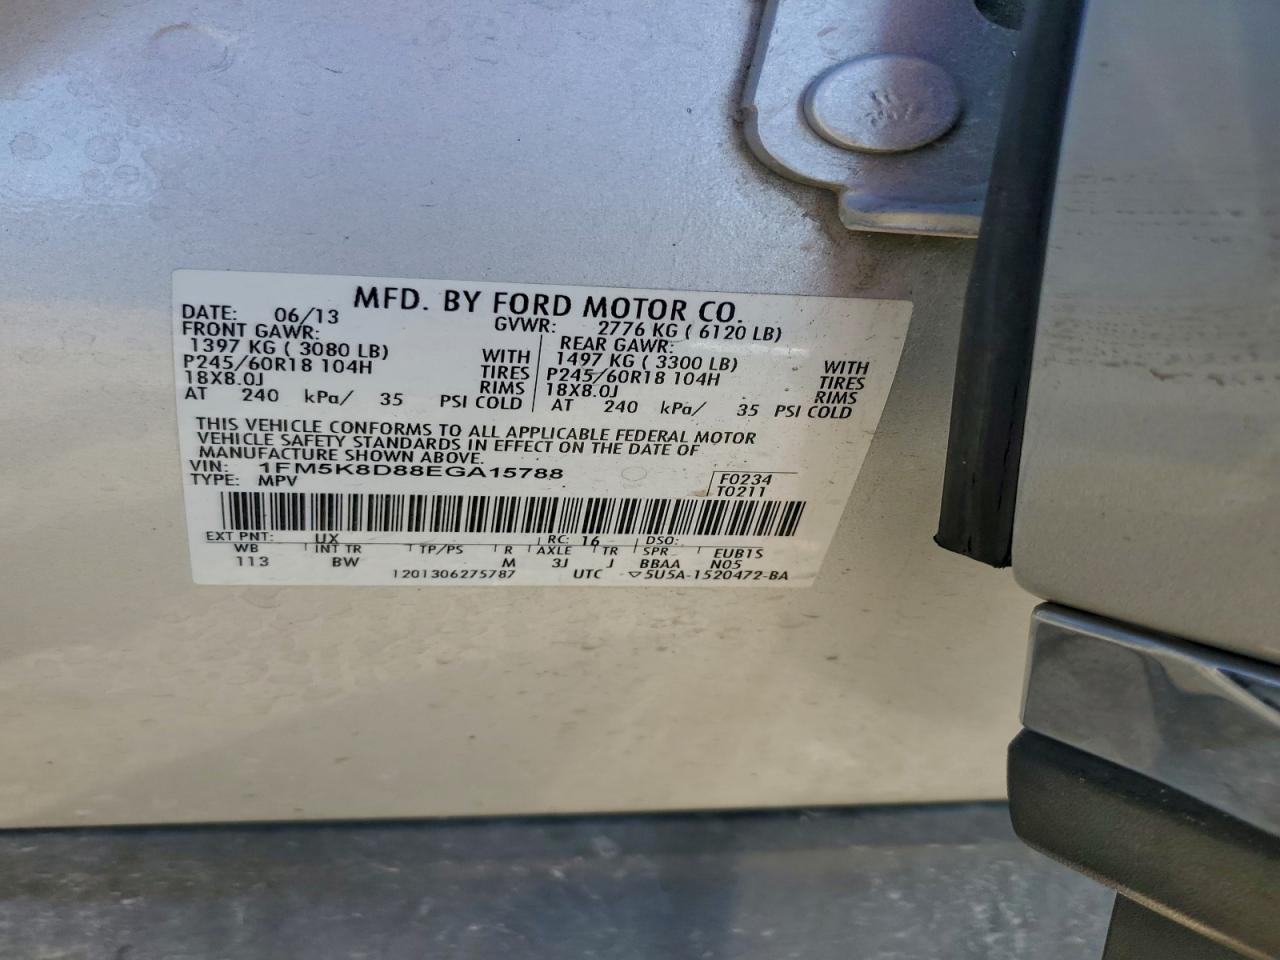 MFD. BY FORD MOTOR CO.
DATE: 06/13 GVWR: 2776 KG ( 6120 LB)
FRONT GAWR: REAR GAWR:
1397 KG ( 3080 LB) WITH 1497 KG ( 3300 LB) WITH
P245/60R18 104H TIRES P245/60R18 104H TIRES
18X8.0J RIMS 18X8.0J RIMS
AT 240 kPa/ 35 PSI COLD AT 240 kPa/ 35 PSI COLD
THIS VEHICLE CONFORMS TO ALL APPLICABLE FEDERAL MOTOR
VEHICLE SAFETY STANDARDS IN EFFECT ON THE DATE OF
MANUFACTURE SHOWN ABOVE.
VIN: 1FM5K8D88EGA15788 F0234
TYPE: MPV T0211
EXT PNT: UX RC: 16 DSO:
WB INT TR TP/PS R AXLE TR SPR EUB1S
113 BW M 3J J BBAA N05
1201306275787 UTC ▽5U5A-1520472-BA